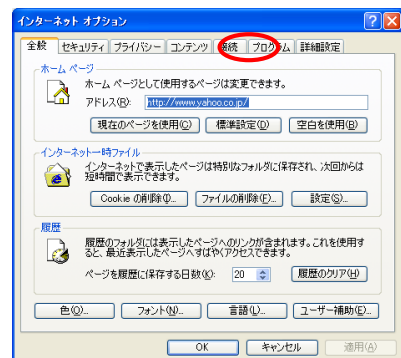 インターネット オプション
全般 セキュリティ プライバシー コンテンツ 接続 プログラム 詳細設定
ホーム ページ
ホーム ページとして使用するページは変更できます。
アドレス(R): http://www.yahoo.co.jp/
現在のページを使用(C) 標準設定(D) 空白を使用(B)
インターネット一時ファイル
インターネットで表示したページは特別なフォルダに保存され、次回からは
短時間で表示できます。
Cookie の削除(I)... ファイルの削除(F)... 設定(S)...
履歴
履歴のフォルダには表示したページへのリンクが含まれます。これを使用す
ると、最近表示したページへすばやくアクセスできます。
ページを履歴に保存する日数(K): 20 履歴のクリア(H)
色(O)... フォント(N)... 言語(L)... ユーザー補助(E)...
OK キャンセル 適用(A)